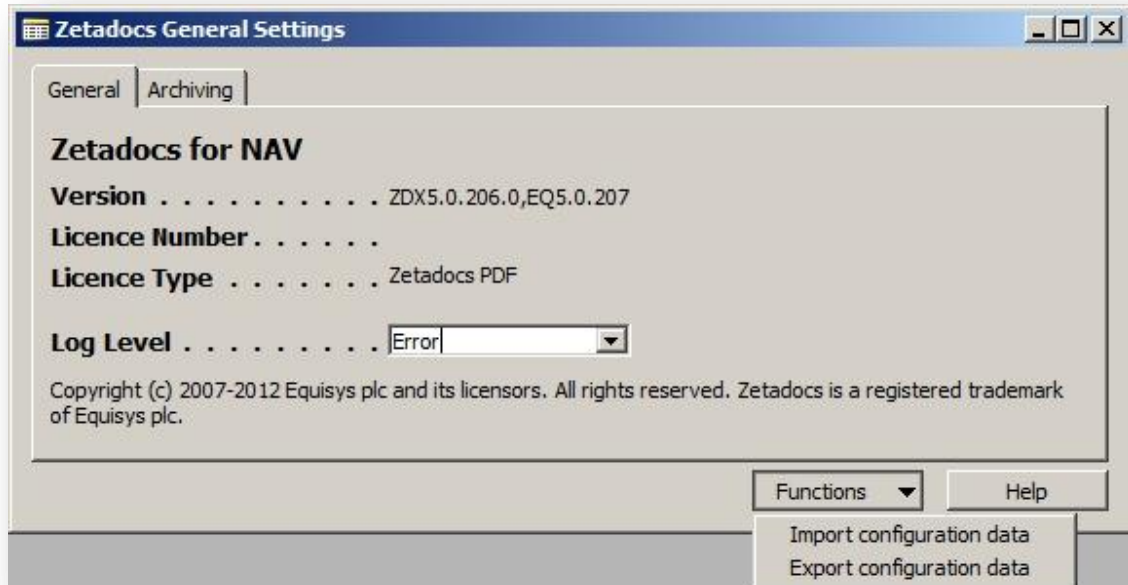 Zetadocs General Settings
General Archiving
Zetadocs for NAV
Version . . . . . . . . . . ZDX5.0.206.0,EQ5.0.207
Licence Number . . . . . .
Licence Type . . . . . . . Zetadocs PDF
Log Level . . . . . . . . . Error
Copyright (c) 2007-2012 Equisys plc and its licensors. All rights reserved. Zetadocs is a registered trademark
of Equisys plc.
Functions Help
Import configuration data
Export configuration data